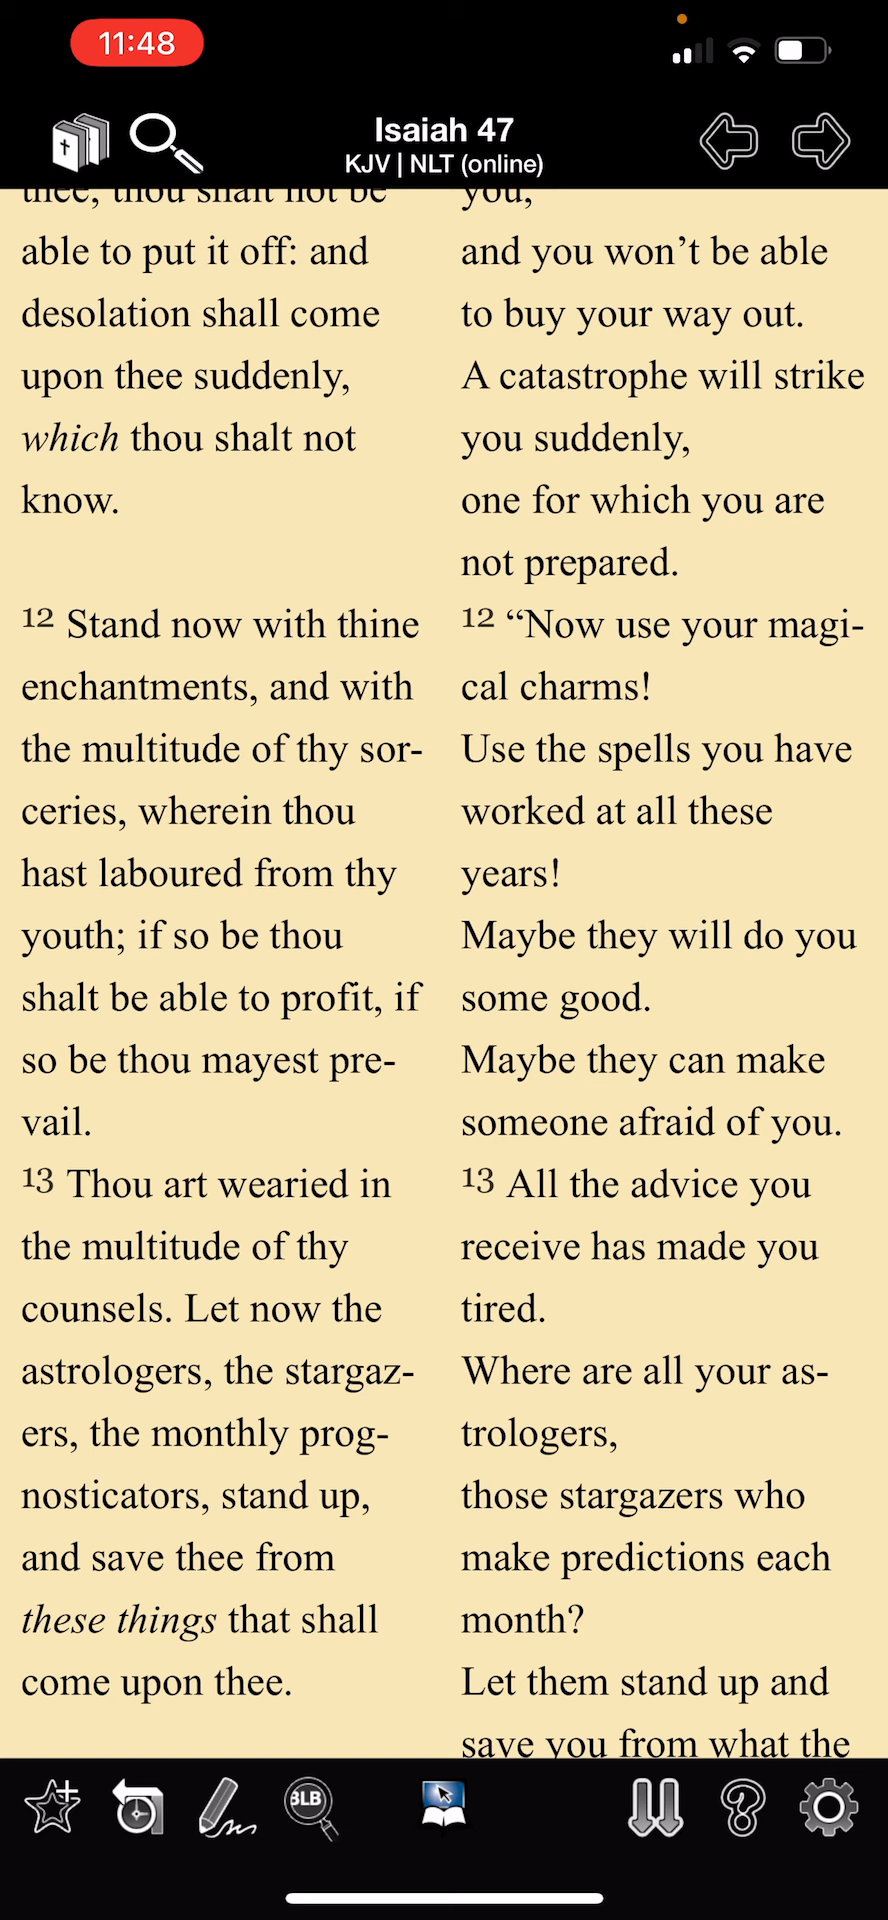 11:48
Isaiah 47
KJV | NLT (online)
thee, thou shalt not be
able to put it off: and
desolation shall come
upon thee suddenly,
which thou shalt not
know.
12 Stand now with thine
enchantments, and with
the multitude of thy sor-
ceries, wherein thou
hast laboured from thy
youth; if so be thou
shalt be able to profit, if
so be thou mayest pre-
vail.
13 Thou art wearied in
the multitude of thy
counsels. Let now the
astrologers, the stargaz-
ers, the monthly prog-
nosticators, stand up,
and save thee from
these things that shall
come upon thee.
you,
and you won’t be able
to buy your way out.
A catastrophe will strike
you suddenly,
one for which you are
not prepared.
12 “Now use your magi-
cal charms!
Use the spells you have
worked at all these
years!
Maybe they will do you
some good.
Maybe they can make
someone afraid of you.
13 All the advice you
receive has made you
tired.
Where are all your as-
trologers,
those stargazers who
make predictions each
month?
Let them stand up and
save you from what the
BLB